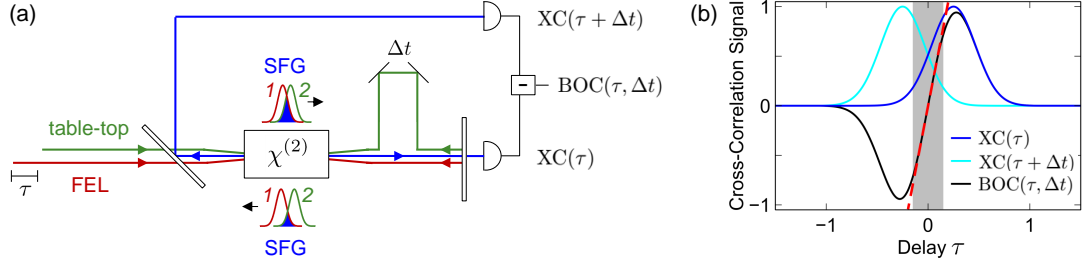 (a)
XC(τ + Δt)
Δt
SFG
1 2
-
BOC(τ, Δt)
table-top
χ⁽²⁾
XC(τ)
FEL
τ
1 2
SFG
(b)
Cross-Correlation Signal
1
0
−1
XC(τ)
XC(τ + Δt)
BOC(τ, Δt)
−1 0 1
Delay τ